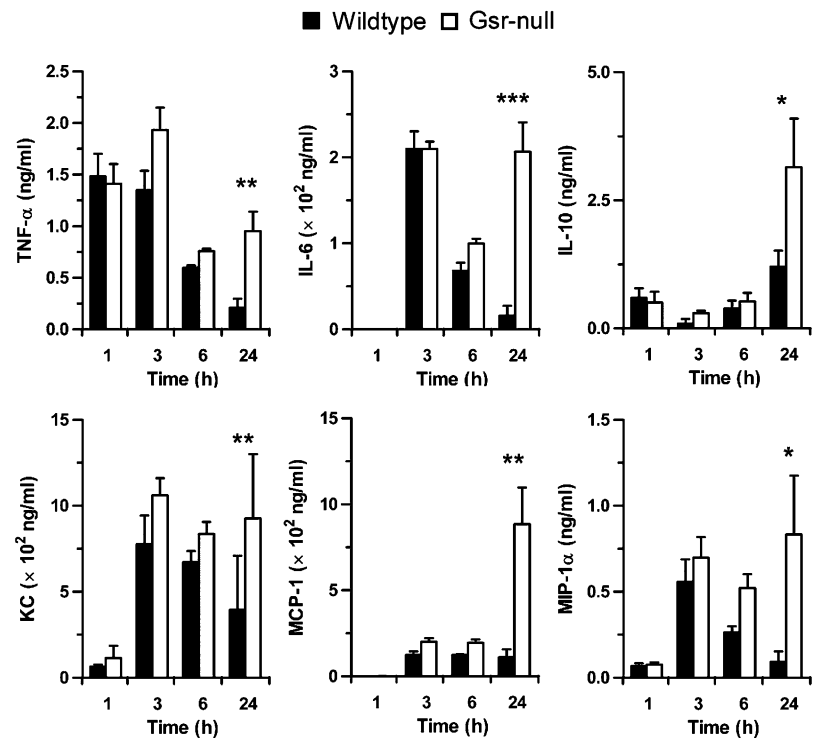 Wildtype Gsr-null
TNF-α (ng/ml)
2.5
2.0
1.5
1.0
0.5
0.0
**
1 3 6 24
Time (h)
IL-6 (× 10² ng/ml)
3
2
1
0
***
1 3 6 24
Time (h)
IL-10 (ng/ml)
5.0
2.5
0.0
*
1 3 6 24
Time (h)
KC (× 10² ng/ml)
15
10
5
0
**
1 3 6 24
Time (h)
MCP-1 (× 10² ng/ml)
15
10
5
0
**
1 3 6 24
Time (h)
MIP-1α (ng/ml)
1.5
1.0
0.5
0.0
*
1 3 6 24
Time (h)